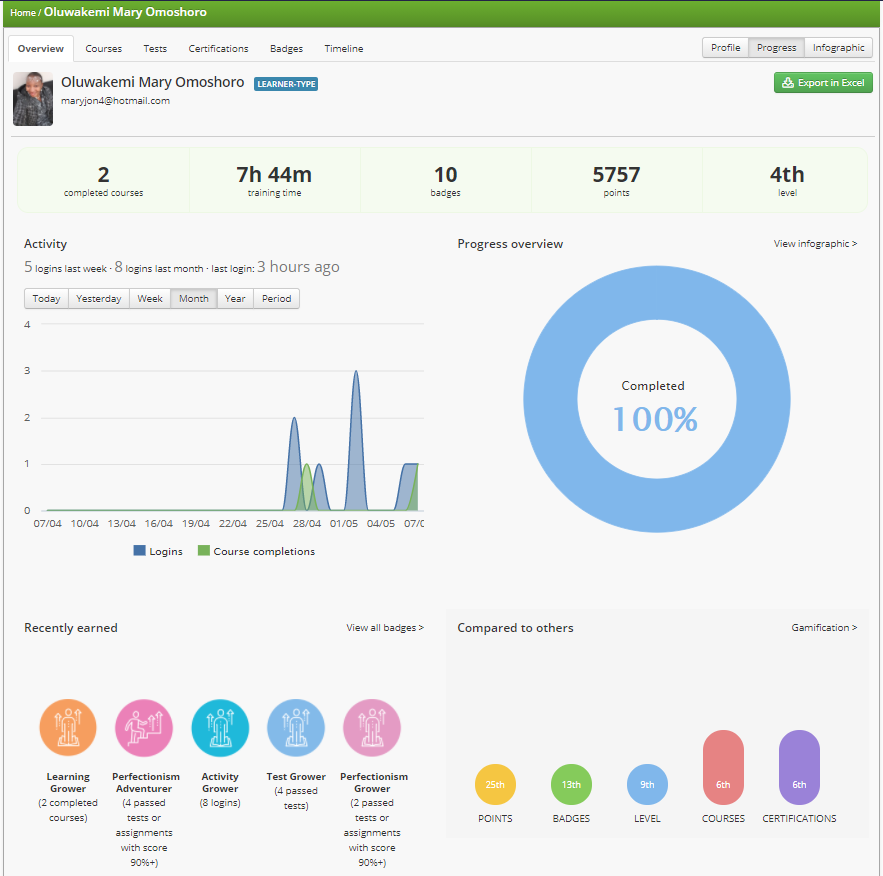 Home / Oluwakemi Mary Omoshoro
Overview Courses Tests Certifications Badges Timeline Profile Progress Infographic
Oluwakemi Mary Omoshoro LEARNER-TYPE
maryjon4@hotmail.com
Export in Excel
2 7h 44m 10 5757 4th
completed courses training time badges points level
Activity
5 logins last week · 8 logins last month · last login: 3 hours ago
Today Yesterday Week Month Year Period
4
3
2
1
0
07/04 10/04 13/04 16/04 19/04 22/04 25/04 28/04 01/05 04/05 07/0
Logins Course completions
Progress overview View infographic >
Completed
100%
Recently earned View all badges >
Learning Grower
(2 completed courses)
Perfectionism Adventurer
(4 passed tests or assignments with score 90%+)
Activity Grower
(8 logins)
Test Grower
(4 passed tests)
Perfectionism Grower
(2 passed tests or assignments with score 90%+)
Compared to others Gamification >
25th 13th 9th 6th 6th
POINTS BADGES LEVEL COURSES CERTIFICATIONS